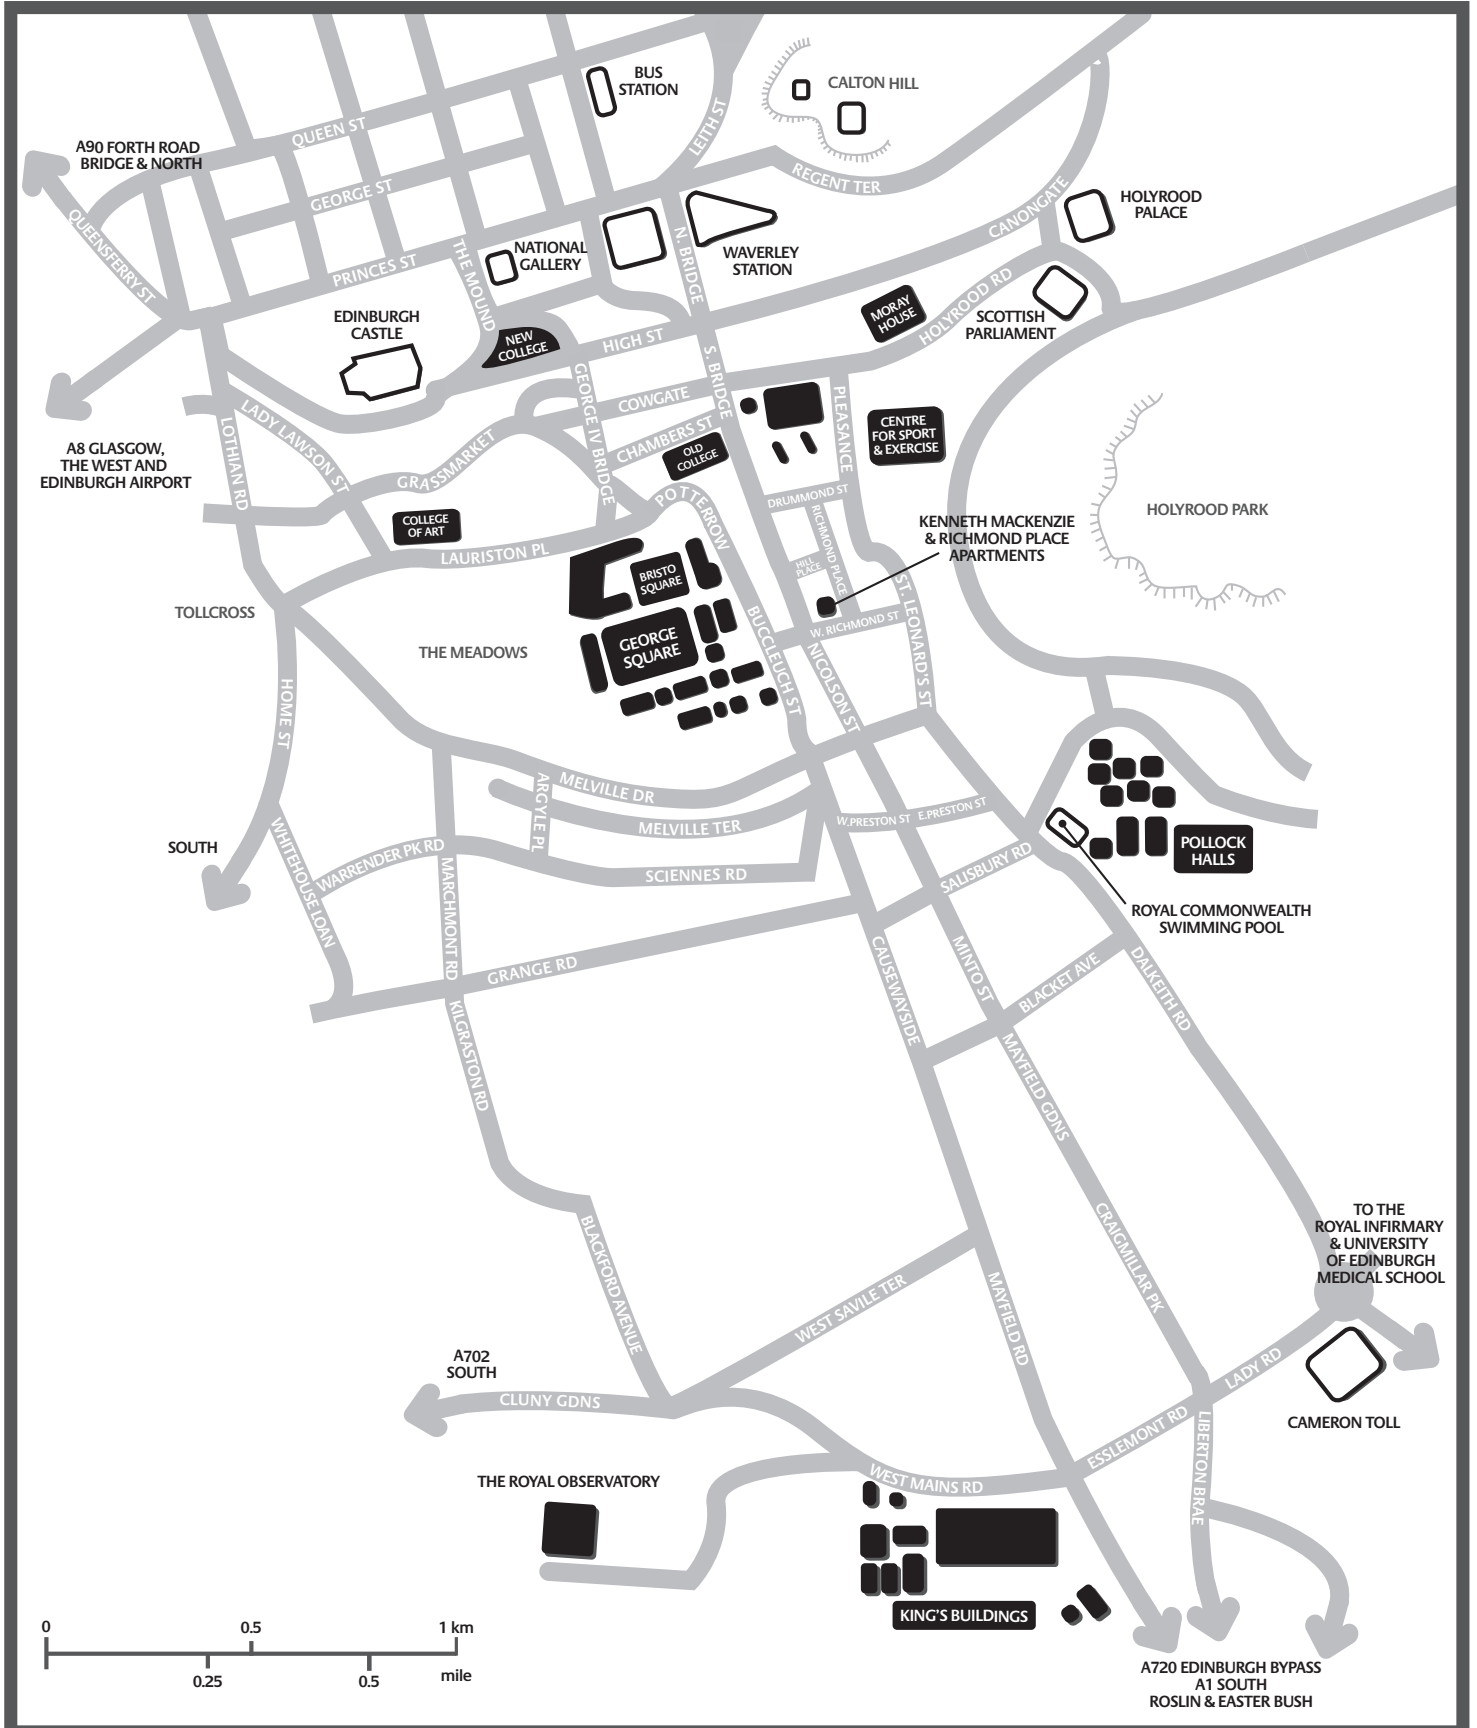 BUS
STATION
CALTON HILL
QUEEN ST
LEITH ST
A90 FORTH ROAD
BRIDGE & NORTH
GEORGE ST
REGENT TER
QUEENSFERRY ST
CANONGATE
HOLYROOD
PALACE
THE MOUND
NATIONAL
GALLERY
N. BRIDGE
WAVERLEY
STATION
PRINCES ST
HOLYROOD RD
EDINBURGH
CASTLE
MORAY
HOUSE
SCOTTISH
PARLIAMENT
NEW
COLLEGE
HIGH ST
S. BRIDGE
GEORGE IV BRIDGE
COWGATE
PLEASANCE
LADY LAWSON ST
LOTHIAN RD
CHAMBERS ST
CENTRE
FOR SPORT
& EXERCISE
A8 GLASGOW,
THE WEST AND
EDINBURGH AIRPORT
GRASSMARKET
OLD
COLLEGE
DRUMMOND ST
POTTERROW
HOLYROOD PARK
COLLEGE
OF ART
RICHMOND PLACE
KENNETH MACKENZIE
& RICHMOND PLACE
APARTMENTS
LAURISTON PL
HILL
PLACE
BRISTO
SQUARE
ST. LEONARD'S ST
TOLLCROSS
BUCCLEUCH ST
W. RICHMOND ST
THE MEADOWS
GEORGE
SQUARE
NICOLSON ST
HOME ST
ARGYLE PL
MELVILLE DR
MELVILLE TER
W.PRESTON ST
E.PRESTON ST
SOUTH
WHITEHOUSE LOAN
WARRENDER PK RD
MARCHMONT RD
SCIENNES RD
SALISBURY RD
POLLOCK
HALLS
ROYAL COMMONWEALTH
SWIMMING POOL
GRANGE RD
CAUSEWAYSIDE
MINTO ST
BLACKET AVE
DALKEITH RD
KILGRASTON RD
MAYFIELD GDNS
CRAIGMILLAR PK
TO THE
ROYAL INFIRMARY
& UNIVERSITY
OF EDINBURGH
MEDICAL SCHOOL
BLACKFORD AVENUE
WEST SAVILE TER
MAYFIELD RD
A702
SOUTH
LADY RD
CLUNY GDNS
CAMERON TOLL
ESSLEMONT RD
LIBERTON BRAE
THE ROYAL OBSERVATORY
WEST MAINS RD
KING'S BUILDINGS
0
0.5
1 km
0.25
0.5
mile
A720 EDINBURGH BYPASS
A1 SOUTH
ROSLIN & EASTER BUSH